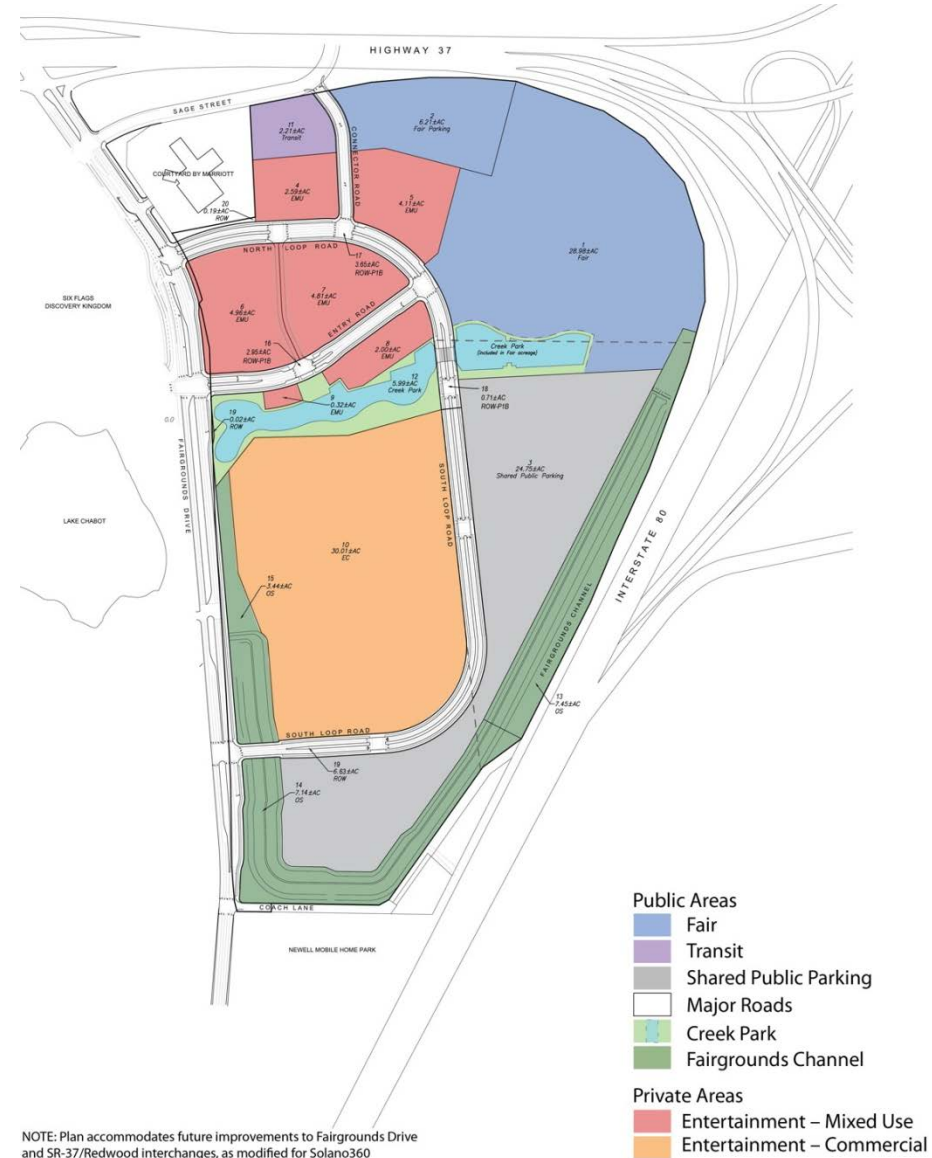 HIGHWAY 37
SAGE STREET
CONNECTOR ROAD
11
2.21±AC
Transit
2
6.21±AC
Fair Parking
COURTYARD BY MARRIOTT
4
2.59±AC
EMU
5
4.11±AC
EMU
20
0.19±AC
ROW
1
28.98±AC
Fair
NORTH LOOP ROAD
17
3.65±AC
ROW-P1B
SIX FLAGS
DISCOVERY KINGDOM
6
4.96±AC
EMU
7
4.81±AC
EMU
ENTRY ROAD
16
2.95±AC
ROW-P1B
8
2.00±AC
EMU
Creek Park
(Included in Fair acreage)
12
5.99±AC
Creek Park
9
0.32±AC
EMU
18
0.71±AC
ROW-P1B
19
0.02±AC
ROW
FAIRGROUNDS DRIVE
SOUTH LOOP ROAD
3
24.75±AC
Shared Public Parking
LAKE CHABOT
10
30.01±AC
EC
INTERSTATE 80
15
3.44±AC
OS
FAIRGROUNDS CHANNEL
13
7.45±AC
OS
SOUTH LOOP ROAD
19
6.63±AC
ROW
14
7.14±AC
OS
COACH LANE
NEWELL MOBILE HOME PARK
Public Areas
Fair
Transit
Shared Public Parking
Major Roads
Creek Park
Fairgrounds Channel
Private Areas
Entertainment – Mixed Use
Entertainment – Commercial
NOTE: Plan accommodates future improvements to Fairgrounds Drive
and SR-37/Redwood interchanges, as modified for Solano360